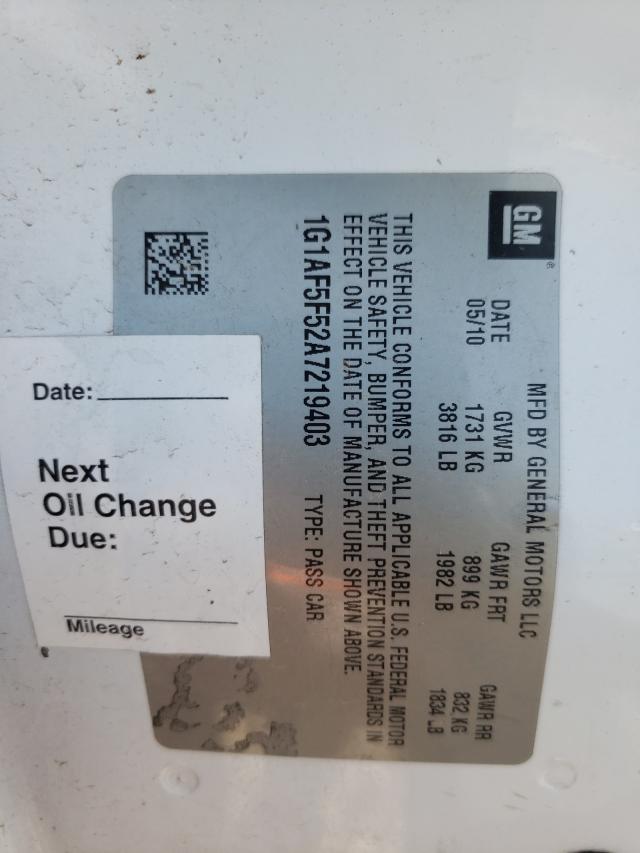 GM
MFD BY GENERAL MOTORS LLC
DATE GVWR GAWR FRT GAWR RR
05/10 1731 KG 899 KG 832 KG
3816 LB 1982 LB 1834 LB
THIS VEHICLE CONFORMS TO ALL APPLICABLE U.S. FEDERAL MOTOR
VEHICLE SAFETY, BUMPER, AND THEFT PREVENTION STANDARDS IN
EFFECT ON THE DATE OF MANUFACTURE SHOWN ABOVE.
1G1AF5F52A7219403 TYPE: PASS CAR
Date:
Next
Oil Change
Due:
Mileage